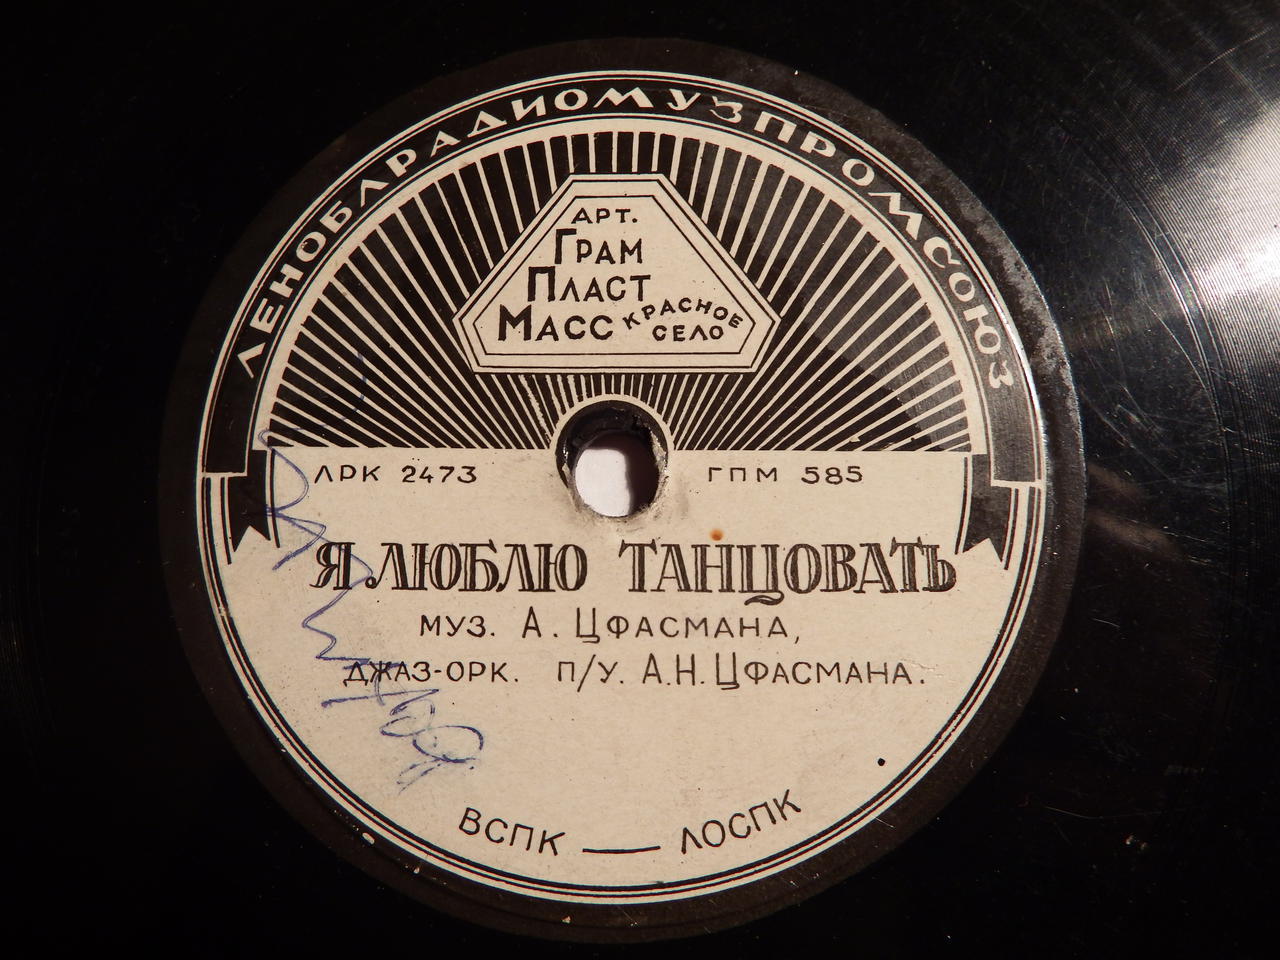 ЛЕНОБЛРАДИОМУЗПРОМСОЮЗ
АРТ.
ГРАМ
ПЛАСТ
МАСС КРАСНОЕ СЕЛО
ЛРК 2473 ГПМ 585
Я ЛЮБЛЮ ТАНЦОВАТЬ
МУЗ. А. ЦФАСМАНА,
ДЖАЗ-ОРК. П/У. А.Н. ЦФАСМАНА.
ВСПК — ЛОСПК